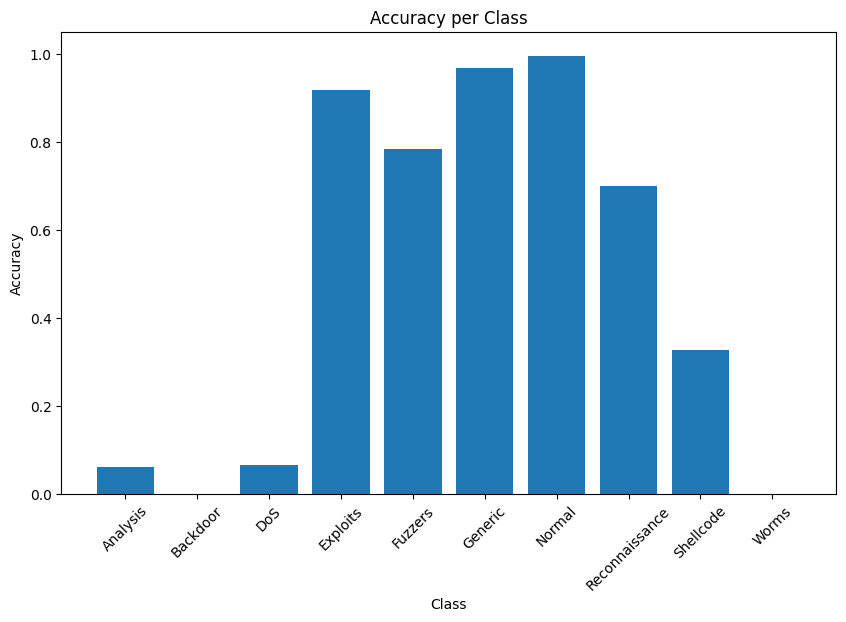 Accuracy per Class
Accuracy
1.0
0.8
0.6
0.4
0.2
0.0
Analysis
Backdoor
DoS
Exploits
Fuzzers
Generic
Normal
Reconnaissance
Shellcode
Worms
Class